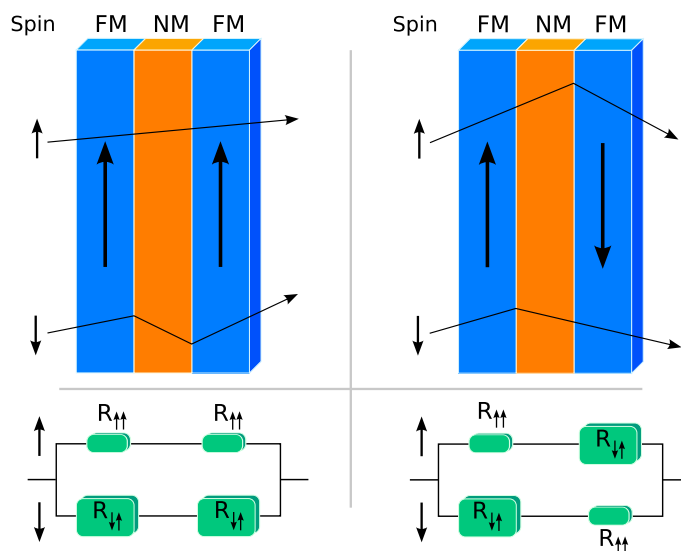 Spin FM NM FM
Spin FM NM FM
R↑↑ R↑↑
R↓↑ R↓↑
R↑↑ R↓↑
R↓↑ R↑↑